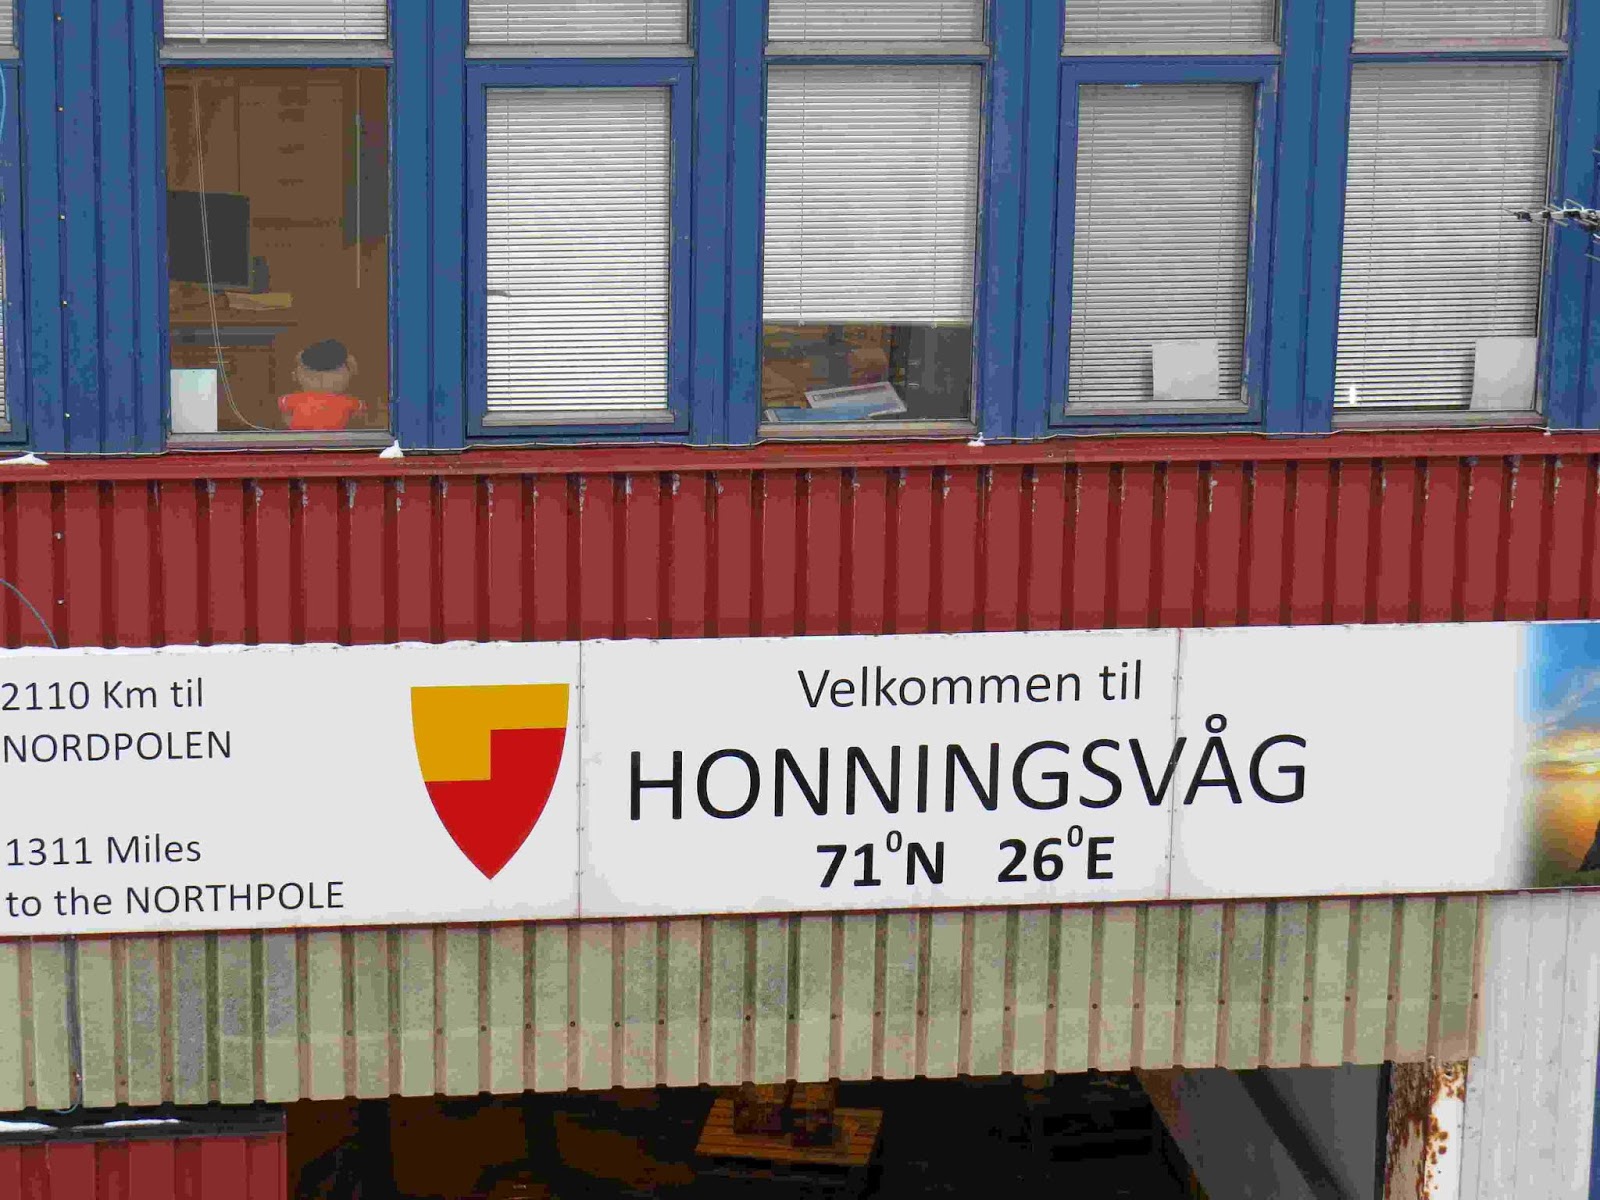 2110 Km til
NORDPOLEN
1311 Miles
to the NORTHPOLE
Velkommen til
HONNINGSVÅG
71⁰N 26⁰E